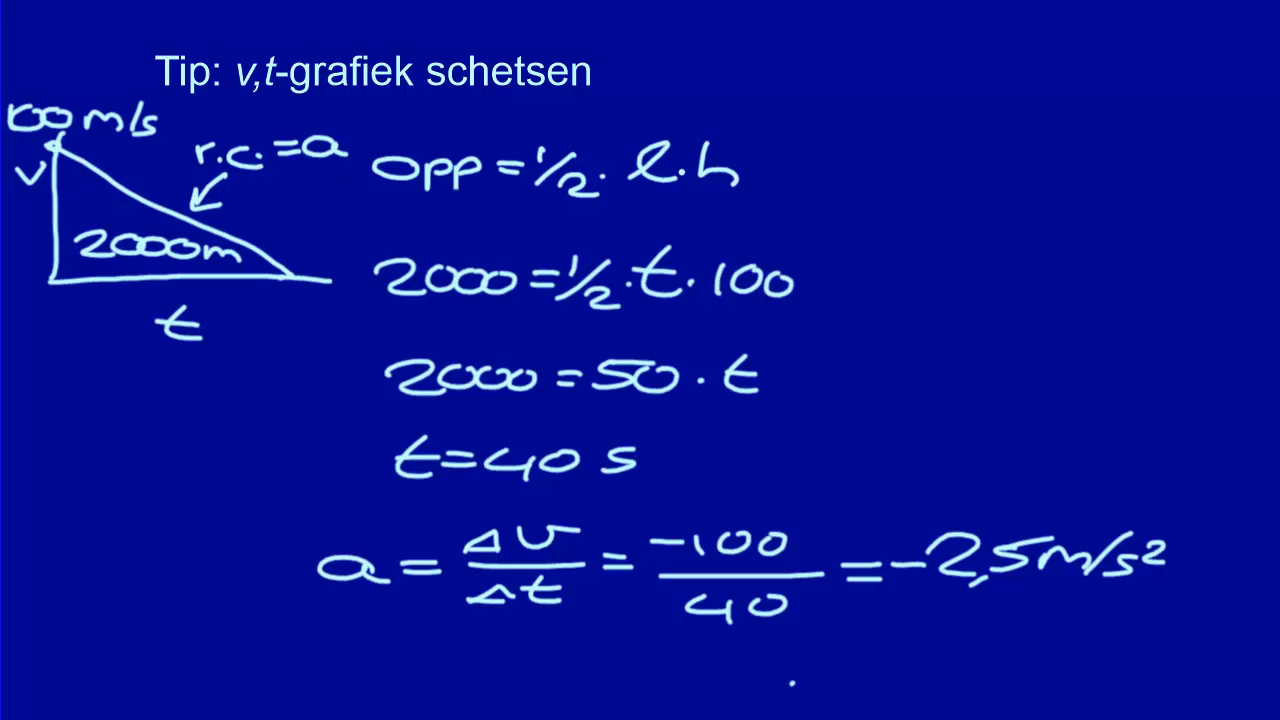 Tip: v,t-grafiek schetsen
100 m/s
v
r.c. = a
2000m
t
opp = 1/2 · l · h
2000 = 1/2 · t · 100
2000 = 50 · t
t = 40 s
a = Δv/Δt = -100/40 = -2,5 m/s²